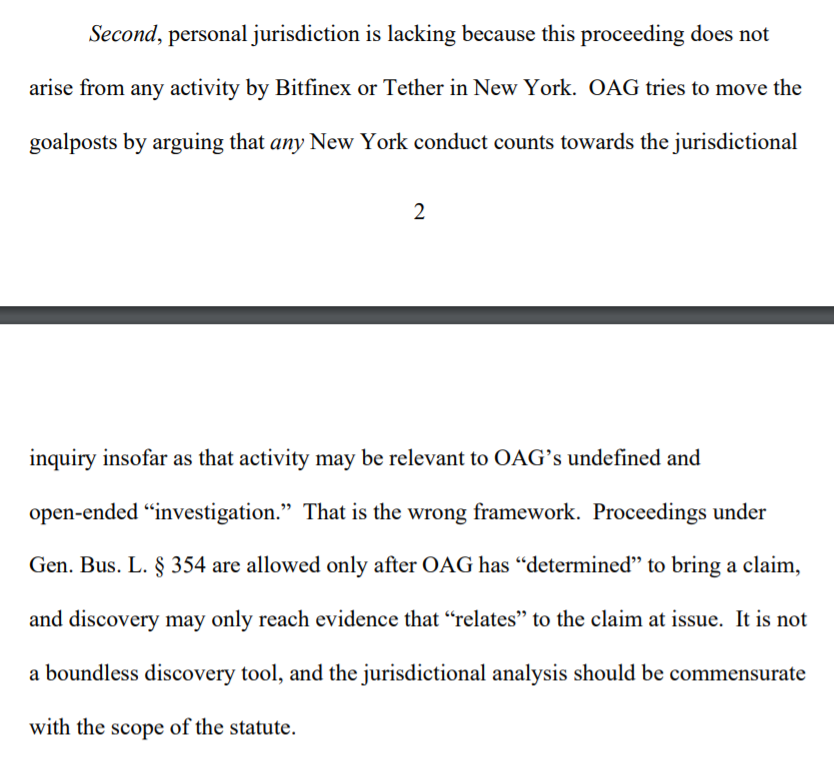 Second, personal jurisdiction is lacking because this proceeding does not
arise from any activity by Bitfinex or Tether in New York.  OAG tries to move the
goalposts by arguing that any New York conduct counts towards the jurisdictional
2
inquiry insofar as that activity may be relevant to OAG’s undefined and
open-ended “investigation.”  That is the wrong framework.  Proceedings under
Gen. Bus. L. § 354 are allowed only after OAG has “determined” to bring a claim,
and discovery may only reach evidence that “relates” to the claim at issue.  It is not
a boundless discovery tool, and the jurisdictional analysis should be commensurate
with the scope of the statute.